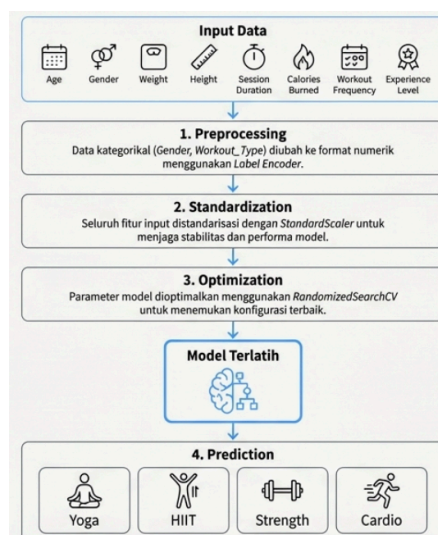 Input Data
Age
Gender
Weight
Height
Session
Duration
Calories
Burned
Workout
Frequency
Experience
Level
1. Preprocessing
Data kategorikal (Gender, Workout_Type) diubah ke format numerik
menggunakan Label Encoder.
2. Standardization
Seluruh fitur input distandarisasi dengan StandardScaler untuk
menjaga stabilitas dan performa model.
3. Optimization
Parameter model dioptimalkan menggunakan RandomizedSearchCV
untuk menemukan konfigurasi terbaik.
Model Terlatih
4. Prediction
Yoga
HIIT
Strength
Cardio